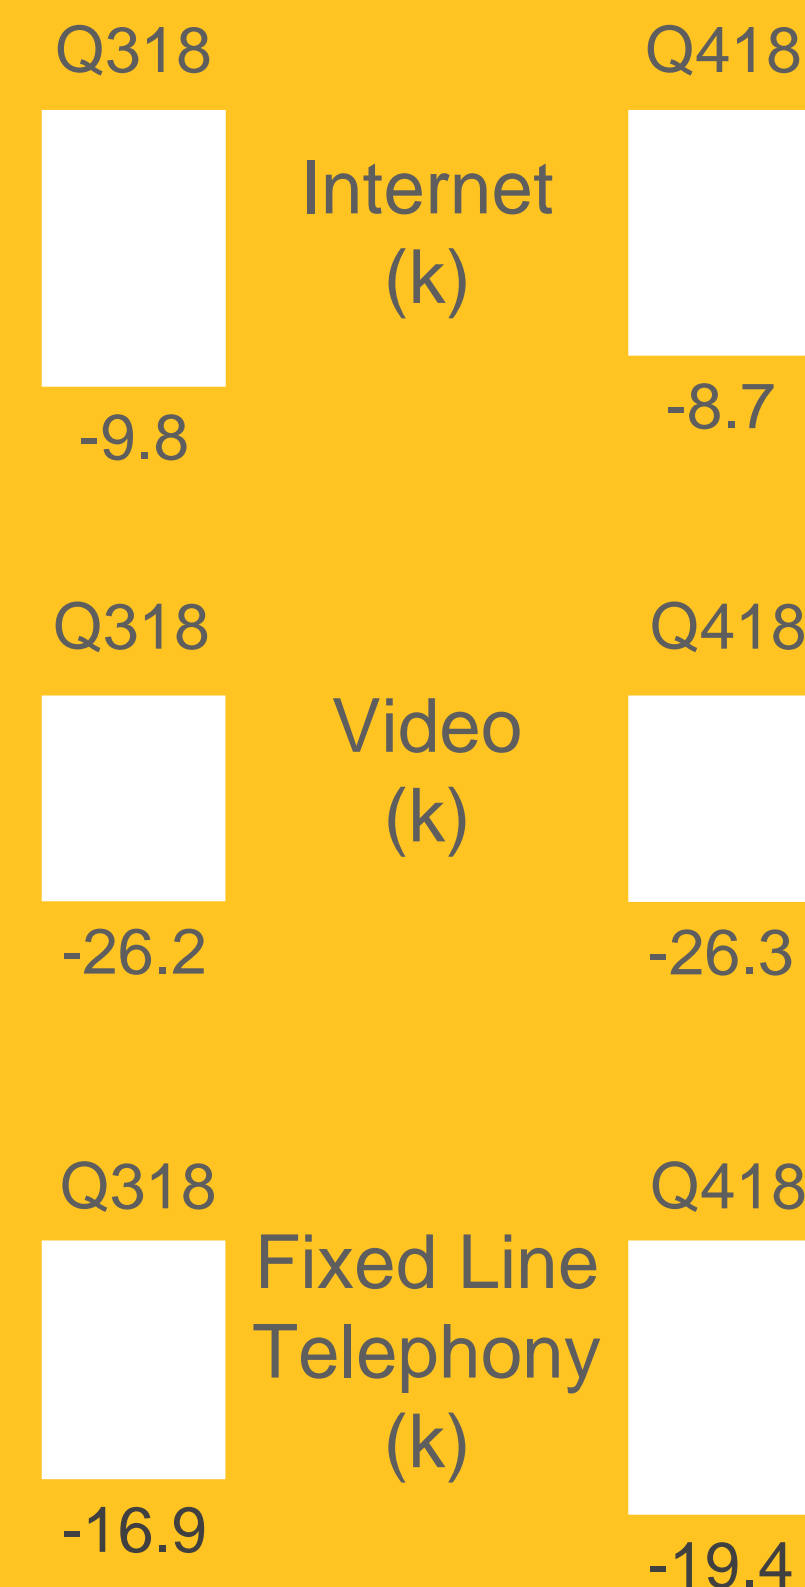 Q318 Q418
Internet
(k)
-9.8 -8.7
Q318 Q418
Video
(k)
-26.2 -26.3
Q318 Q418
Fixed Line
Telephony
(k)
-16.9 -19.4